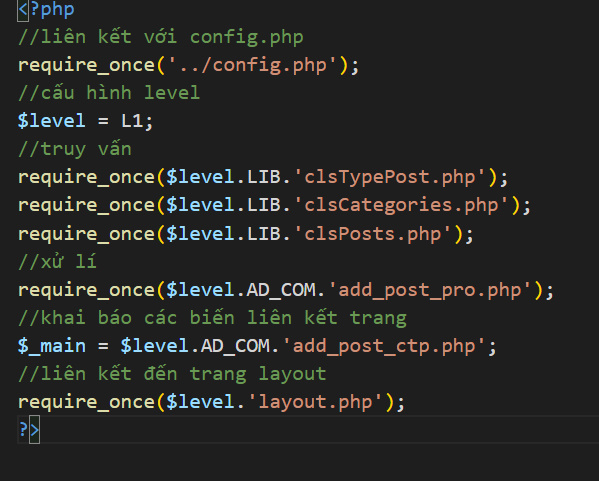 <?php
//liên kết với config.php
require_once('../config.php');
//cấu hình level
$level = L1;
//truy vấn
require_once($level.LIB.'clsTypePost.php');
require_once($level.LIB.'clsCategories.php');
require_once($level.LIB.'clsPosts.php');
//xử lí
require_once($level.AD_COM.'add_post_pro.php');
//khai báo các biến liên kết trang
$_main = $level.AD_COM.'add_post_ctp.php';
//liên kết đến trang layout
require_once($level.'layout.php');
?>